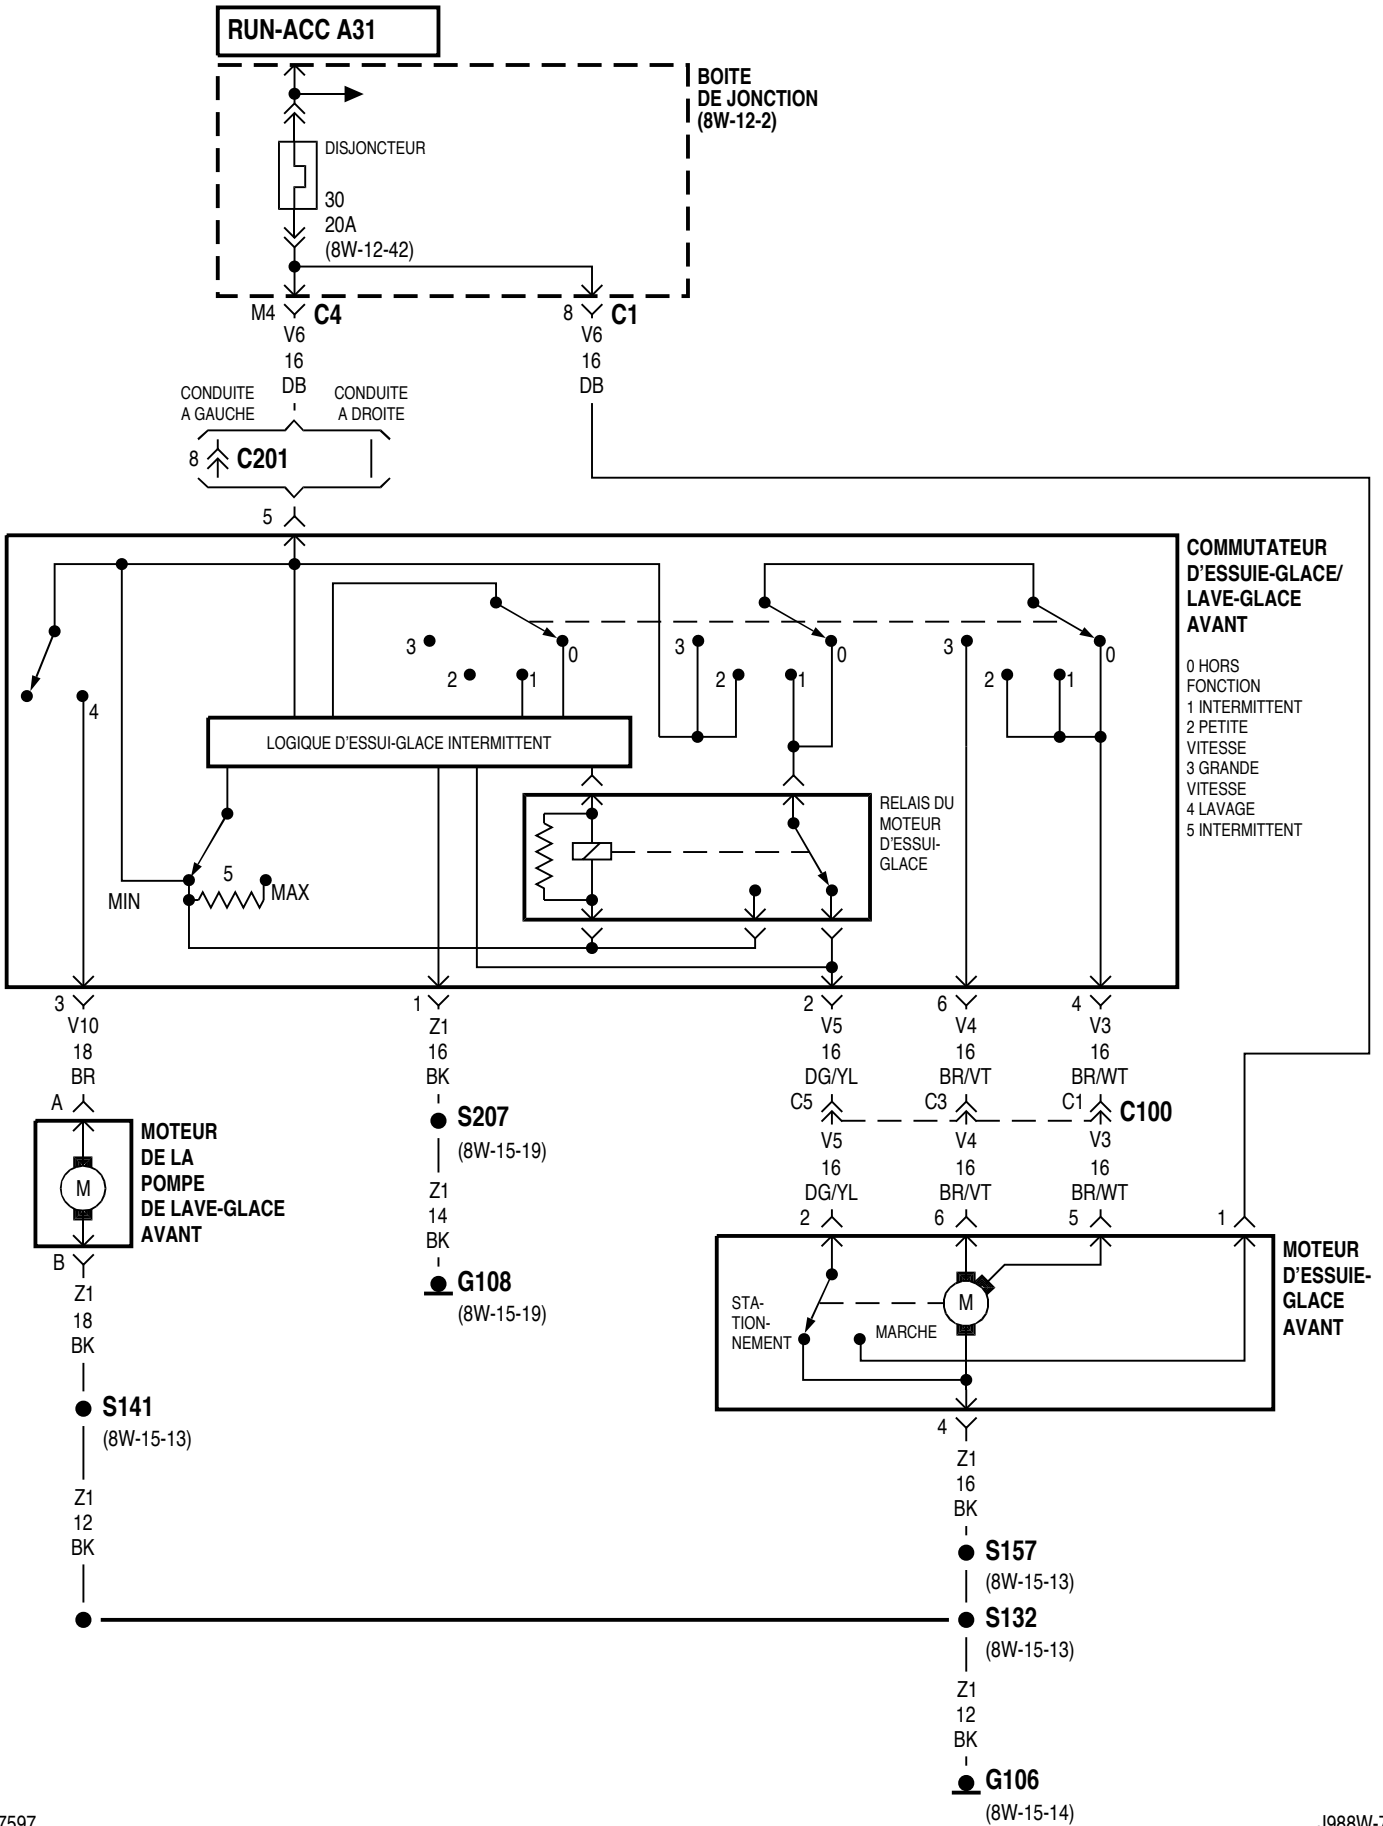 RUN-ACC A31
BOITE
DE JONCTION
(8W-12-2)
DISJONCTEUR
30
20A
(8W-12-42)
M4 C4
8 C1
V6
16
DB
V6
16
DB
CONDUITE
A GAUCHE
CONDUITE
A DROITE
8 C201
5
COMMUTATEUR
D'ESSUIE-GLACE/
LAVE-GLACE
AVANT
0 HORS
FONCTION
1 INTERMITTENT
2 PETITE
VITESSE
3 GRANDE
VITESSE
4 LAVAGE
5 INTERMITTENT
4
3
2
1
0
3
2
1
0
3
2
1
0
LOGIQUE D'ESSUI-GLACE INTERMITTENT
RELAIS DU
MOTEUR
D'ESSUI-
GLACE
5
MIN
MAX
3
V10
18
BR
A
1
Z1
16
BK
2
V5
16
DG/YL
C5
6
V4
16
BR/VT
C3
4
V3
16
BR/WT
C1
C100
S207
(8W-15-19)
Z1
14
BK
G108
(8W-15-19)
MOTEUR
DE LA
POMPE
DE LAVE-GLACE
AVANT
M
B
Z1
18
BK
S141
(8W-15-13)
Z1
12
BK
V5
16
DG/YL
2
V4
16
BR/VT
6
V3
16
BR/WT
5
1
MOTEUR
D'ESSUIE-
GLACE
AVANT
STA-
TION-
NEMENT
M
MARCHE
4
Z1
16
BK
S157
(8W-15-13)
S132
(8W-15-13)
Z1
12
BK
G106
(8W-15-14)